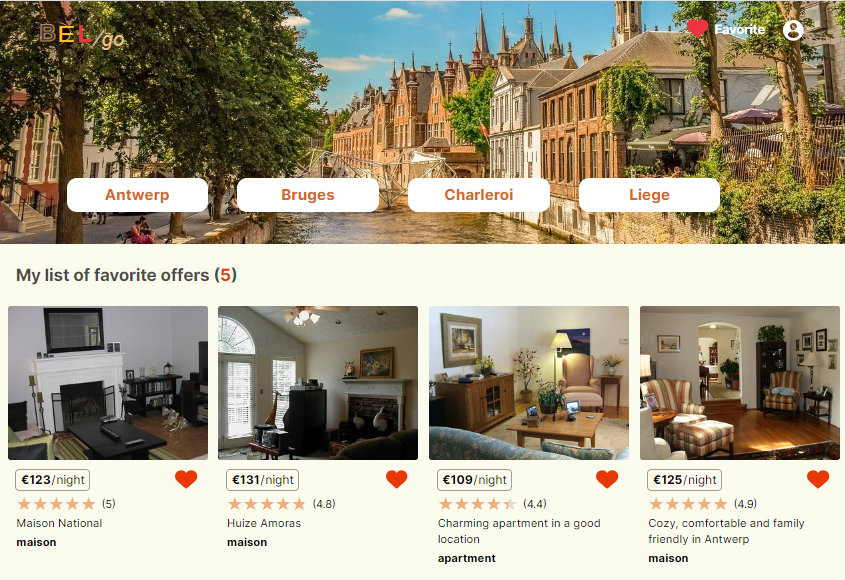 BEL/go
Favorite
Antwerp
Bruges
Charleroi
Liege
My list of favorite offers (5)
€123/night
(5)
Maison National
maison
€131/night
(4.8)
Huize Amoras
maison
€109/night
(4.4)
Charming apartment in a good
location
apartment
€125/night
(4.9)
Cozy, comfortable and family
friendly in Antwerp
maison